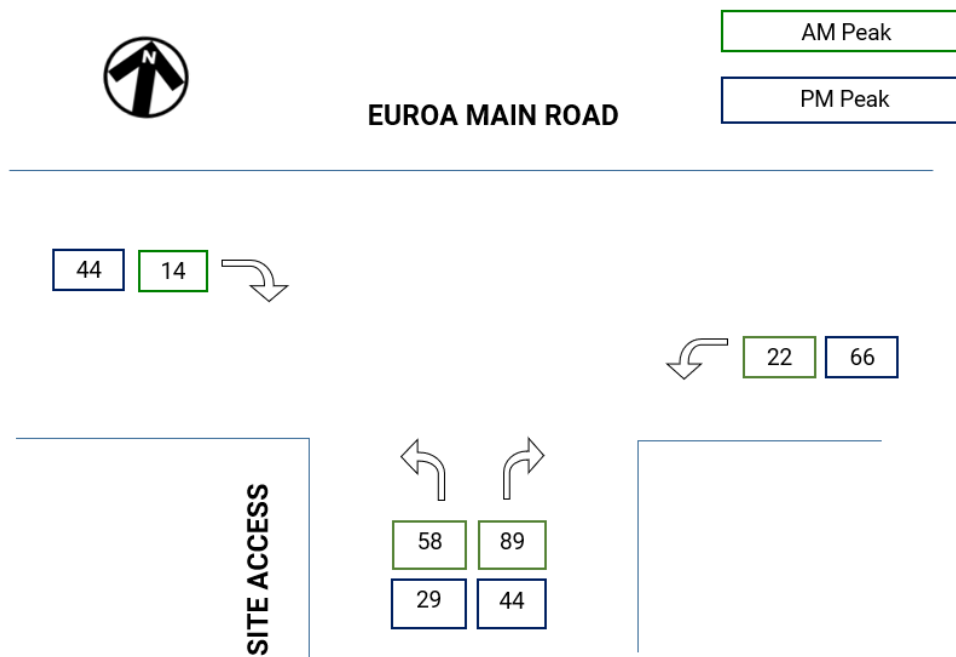 AM Peak
N
PM Peak
EUROA MAIN ROAD
44 14
22 66
SITE ACCESS
58 89
29 44